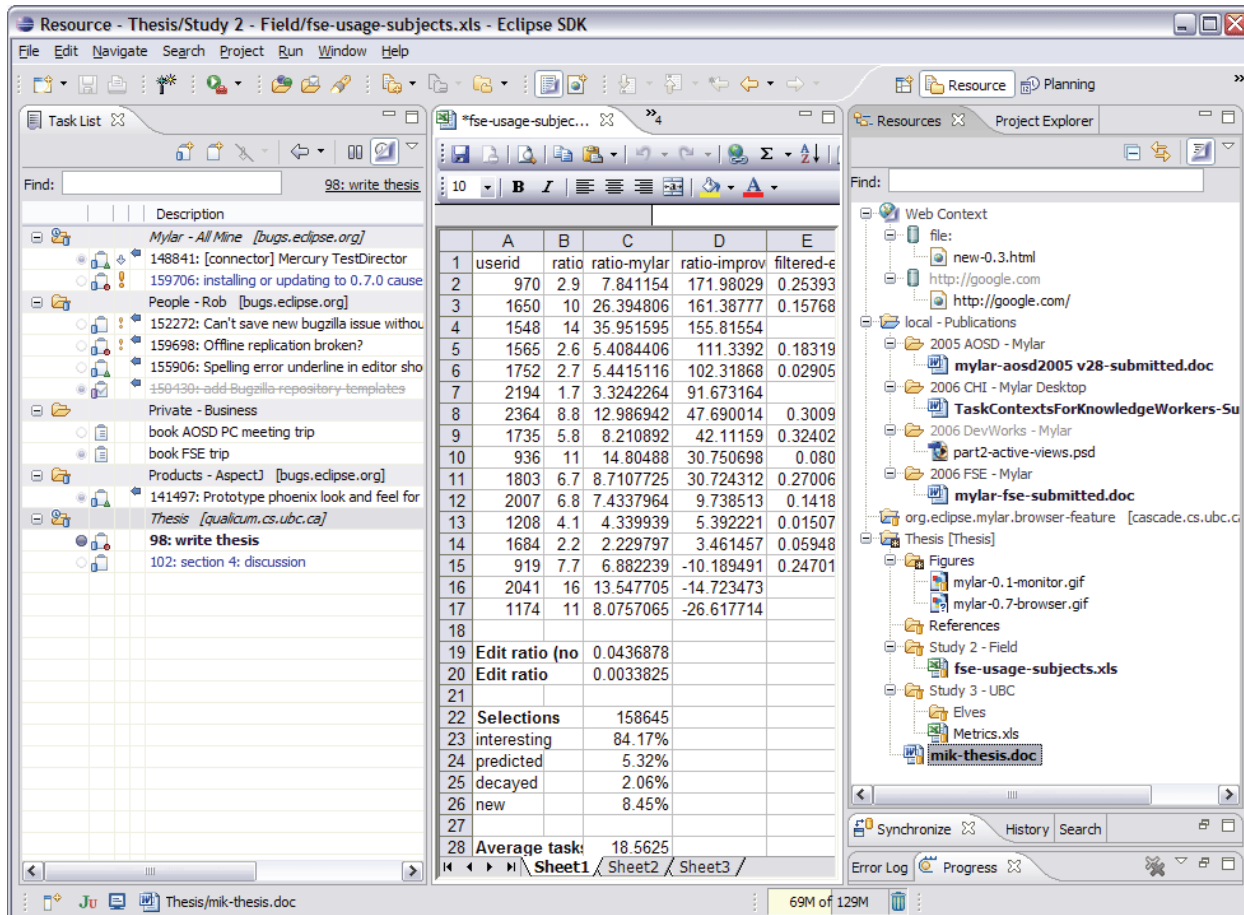 Resource - Thesis/Study 2 - Field/fse-usage-subjects.xls - Eclipse SDK
File Edit Navigate Search Project Run Window Help
Resource Planning
Task List
Find: 98: write thesis
Description
Mylar - All Mine [bugs.eclipse.org]
148841: [connector] Mercury TestDirector
159706: installing or updating to 0.7.0 cause
People - Rob [bugs.eclipse.org]
152272: Can't save new bugzilla issue withou
159698: Offline replication broken?
155906: Spelling error underline in editor sho
150430: add Bugzilla repository templates
Private - Business
book AOSD PC meeting trip
book FSE trip
Products - AspectJ [bugs.eclipse.org]
141497: Prototype phoenix look and feel for
Thesis [qualicum.cs.ubc.ca]
98: write thesis
102: section 4: discussion
*fse-usage-subjec... 4
10 B I A
A B C D E
1 userid ratio ratio-mylar ratio-improv filtered-e
2 970 2.9 7.841154 171.98029 0.25393
3 1650 10 26.394806 161.38777 0.15768
4 1548 14 35.951595 155.81554
5 1565 2.6 5.4084406 111.3392 0.18319
6 1752 2.7 5.4415116 102.31868 0.02905
7 2194 1.7 3.3242264 91.673164
8 2364 8.8 12.986942 47.690014 0.3009
9 1735 5.8 8.210892 42.11159 0.32402
10 936 11 14.80488 30.750698 0.080
11 1803 6.7 8.7107725 30.724312 0.27006
12 2007 6.8 7.4337964 9.738513 0.1418
13 1208 4.1 4.339939 5.392221 0.01507
14 1684 2.2 2.229797 3.461457 0.05948
15 919 7.7 6.882239 -10.189491 0.24701
16 2041 16 13.547705 -14.723473
17 1174 11 8.0757065 -26.617714
18
19 Edit ratio (no 0.0436878
20 Edit ratio 0.0033825
21
22 Selections 158645
23 interesting 84.17%
24 predicted 5.32%
25 decayed 2.06%
26 new 8.45%
27
28 Average task: 18.5625
Sheet1 Sheet2 Sheet3
Resources Project Explorer
Find:
Web Context
file:
new-0.3.html
http://google.com
http://google.com/
local - Publications
2005 AOSD - Mylar
mylar-aosd2005 v28-submitted.doc
2006 CHI - Mylar Desktop
TaskContextsForKnowledgeWorkers-Su
2006 DevWorks - Mylar
part2-active-views.psd
2006 FSE - Mylar
mylar-fse-submitted.doc
org.eclipse.mylar.browser-feature [cascade.cs.ubc.ca
Thesis [Thesis]
Figures
mylar-0.1-monitor.gif
mylar-0.7-browser.gif
References
Study 2 - Field
fse-usage-subjects.xls
Study 3 - UBC
Elves
Metrics.xls
mik-thesis.doc
Synchronize History Search
Error Log Progress
Ju Thesis/mik-thesis.doc 69M of 129M